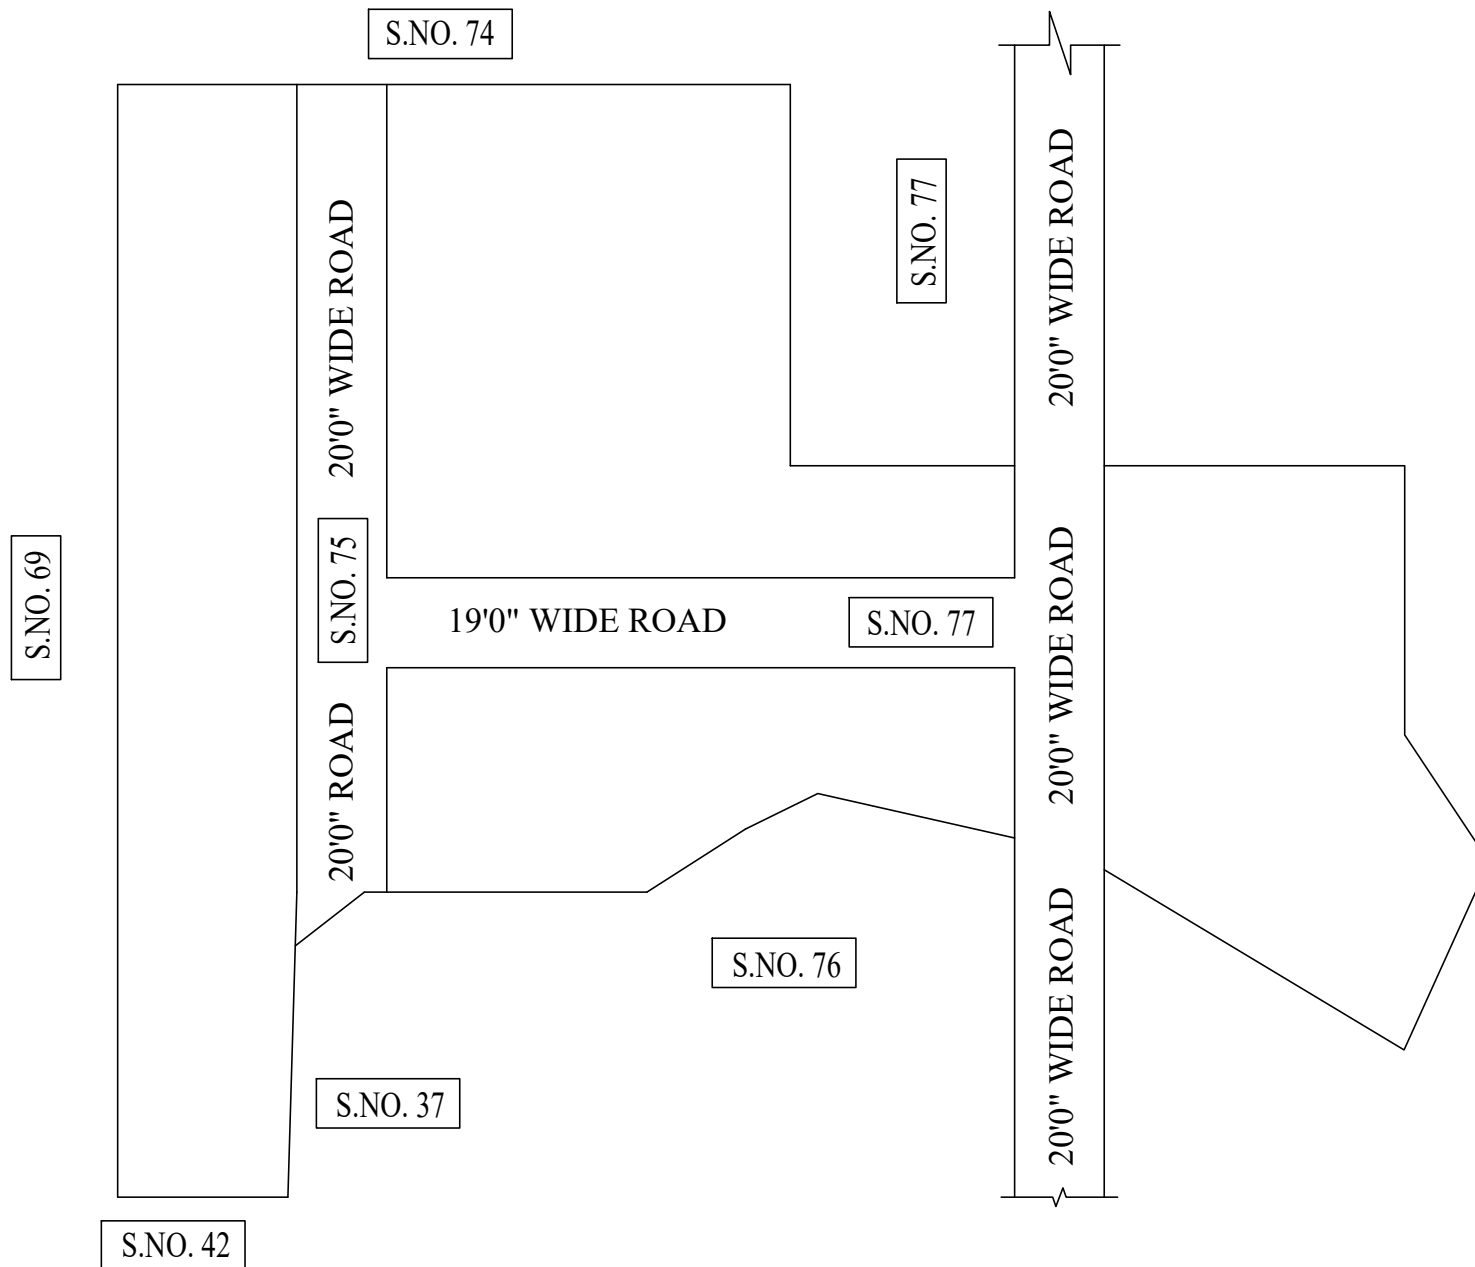 S.NO. 74
20'0" WIDE ROAD
S.NO. 77
20'0" WIDE ROAD
S.NO. 69
S.NO. 75
19'0" WIDE ROAD
S.NO. 77
20'0" WIDE ROAD
20'0" ROAD
S.NO. 76
20'0" WIDE ROAD
S.NO. 37
S.NO. 42